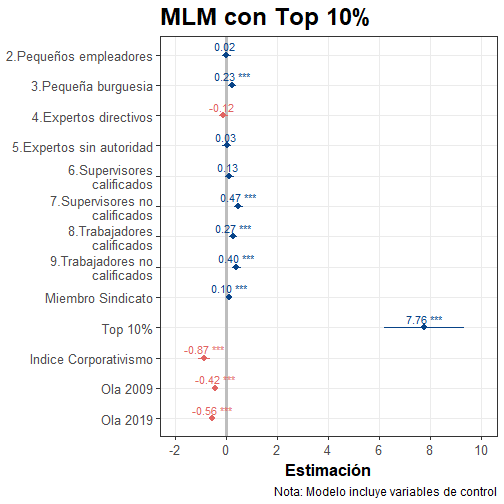 MLM con Top 10%
2.Pequeños empleadores
0.02
3.Pequeña burguesia
0.23 ***
4.Expertos directivos
-0.12
5.Expertos sin autoridad
0.03
6.Supervisores
calificados
0.13
7.Supervisores no
calificados
0.47 ***
8.Trabajadores
calificados
0.27 ***
9.Trabajadores no
calificados
0.40 ***
Miembro Sindicato
0.10 ***
Top 10%
7.76 ***
Indice Corporativismo
-0.87 ***
Ola 2009
-0.42 ***
Ola 2019
-0.56 ***
-2 0 2 4 6 8 10
Estimación
Nota: Modelo incluye variables de control